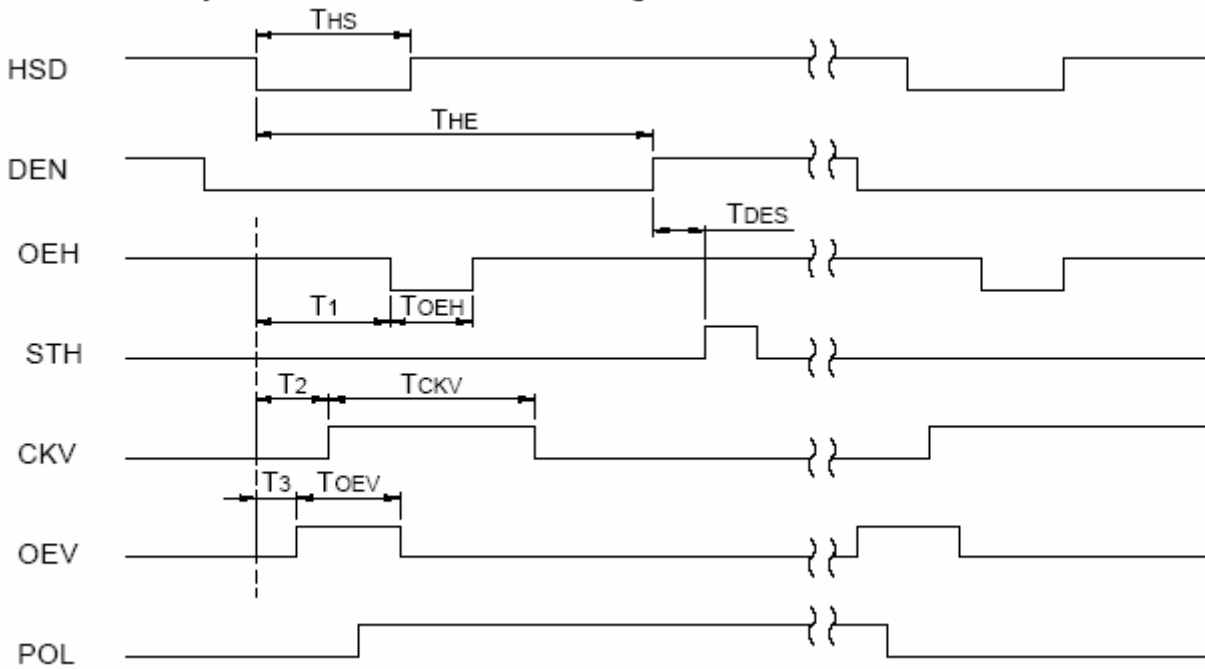 THS
HSD
THE
DEN
TDES
OEH
T1 TOEH
STH
T2 TCKV
CKV
T3 TOEV
OEV
POL